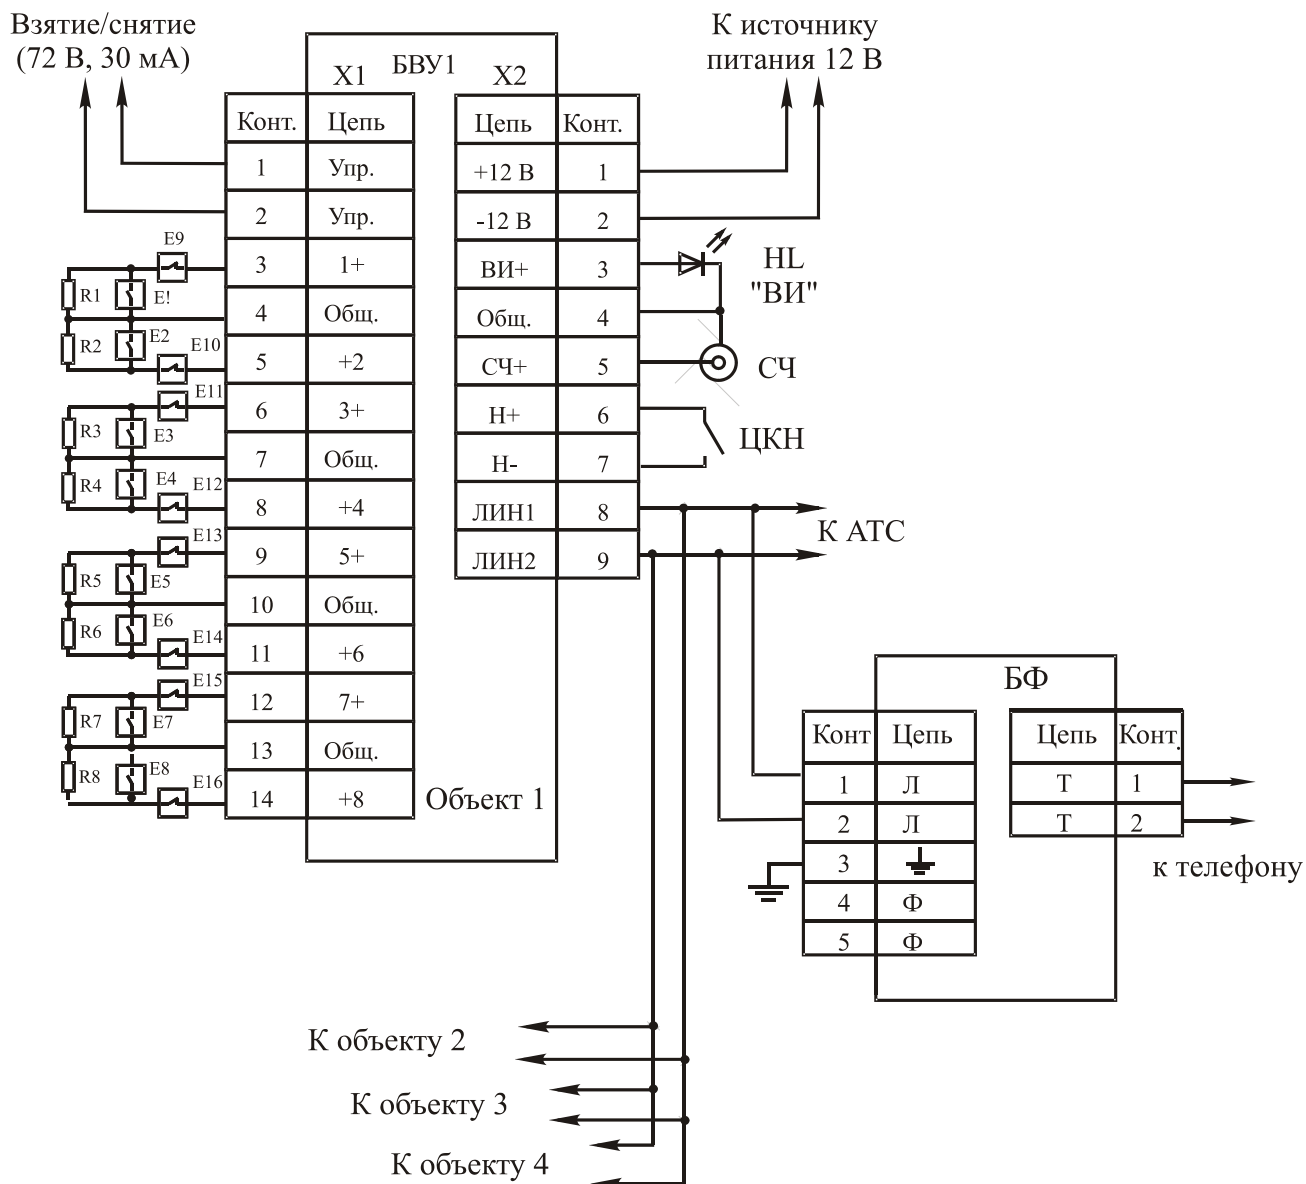 Взятие/снятие
(72 В, 30 мА)
К источнику
питания 12 В
БВУ1
X1
X2
Конт. Цепь
1 Упр.
2 Упр.
3 1+
4 Общ.
5 +2
6 3+
7 Общ.
8 +4
9 5+
10 Общ.
11 +6
12 7+
13 Общ.
14 +8
Цепь Конт.
+12 В 1
-12 В 2
ВИ+ 3
Общ. 4
СЧ+ 5
Н+ 6
Н- 7
ЛИН1 8
ЛИН2 9
E9
R1 E!
R2 E2
E10
E11
R3 E3
R4 E4 E12
E13
R5 E5
R6 E6
E14
E15
R7 E7
R8 E8
E16
HL
"ВИ"
СЧ
ЦКН
К АТС
Объект 1
БФ
Конт Цепь
1 Л
2 Л
3
4 Ф
5 Ф
Цепь Конт.
Т 1
Т 2
к телефону
К объекту 2
К объекту 3
К объекту 4